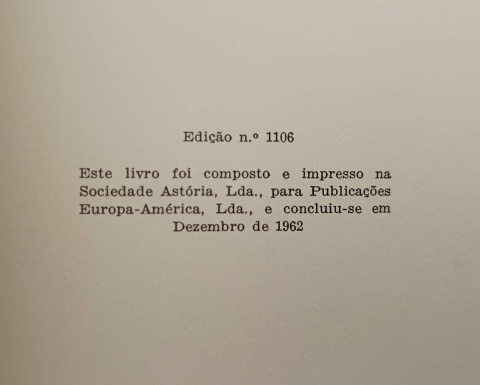 Edição n.º 1106
Este livro foi composto e impresso na
Sociedade Astória, Lda., para Publicações
Europa-América, Lda., e concluiu-se em
Dezembro de 1962